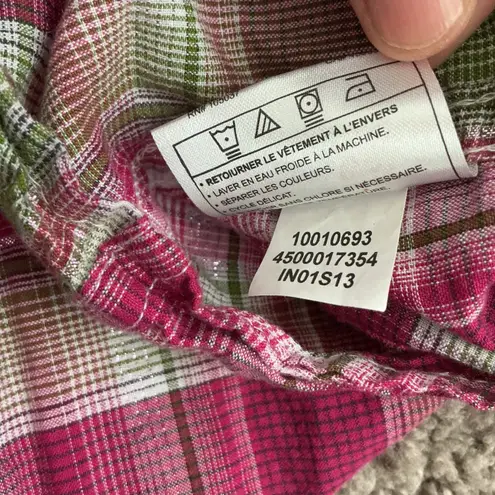 • RETOURNER LE VÊTEMENT À L'ENVERS
• LAVER EN EAU FROIDE À LA MACHINE.
• SÉPARER LES COULEURS.
CYCLE DÉLICAT.
SANS CHLORE SI NÉCESSAIRE.
10010693
4500017354
IN01S13